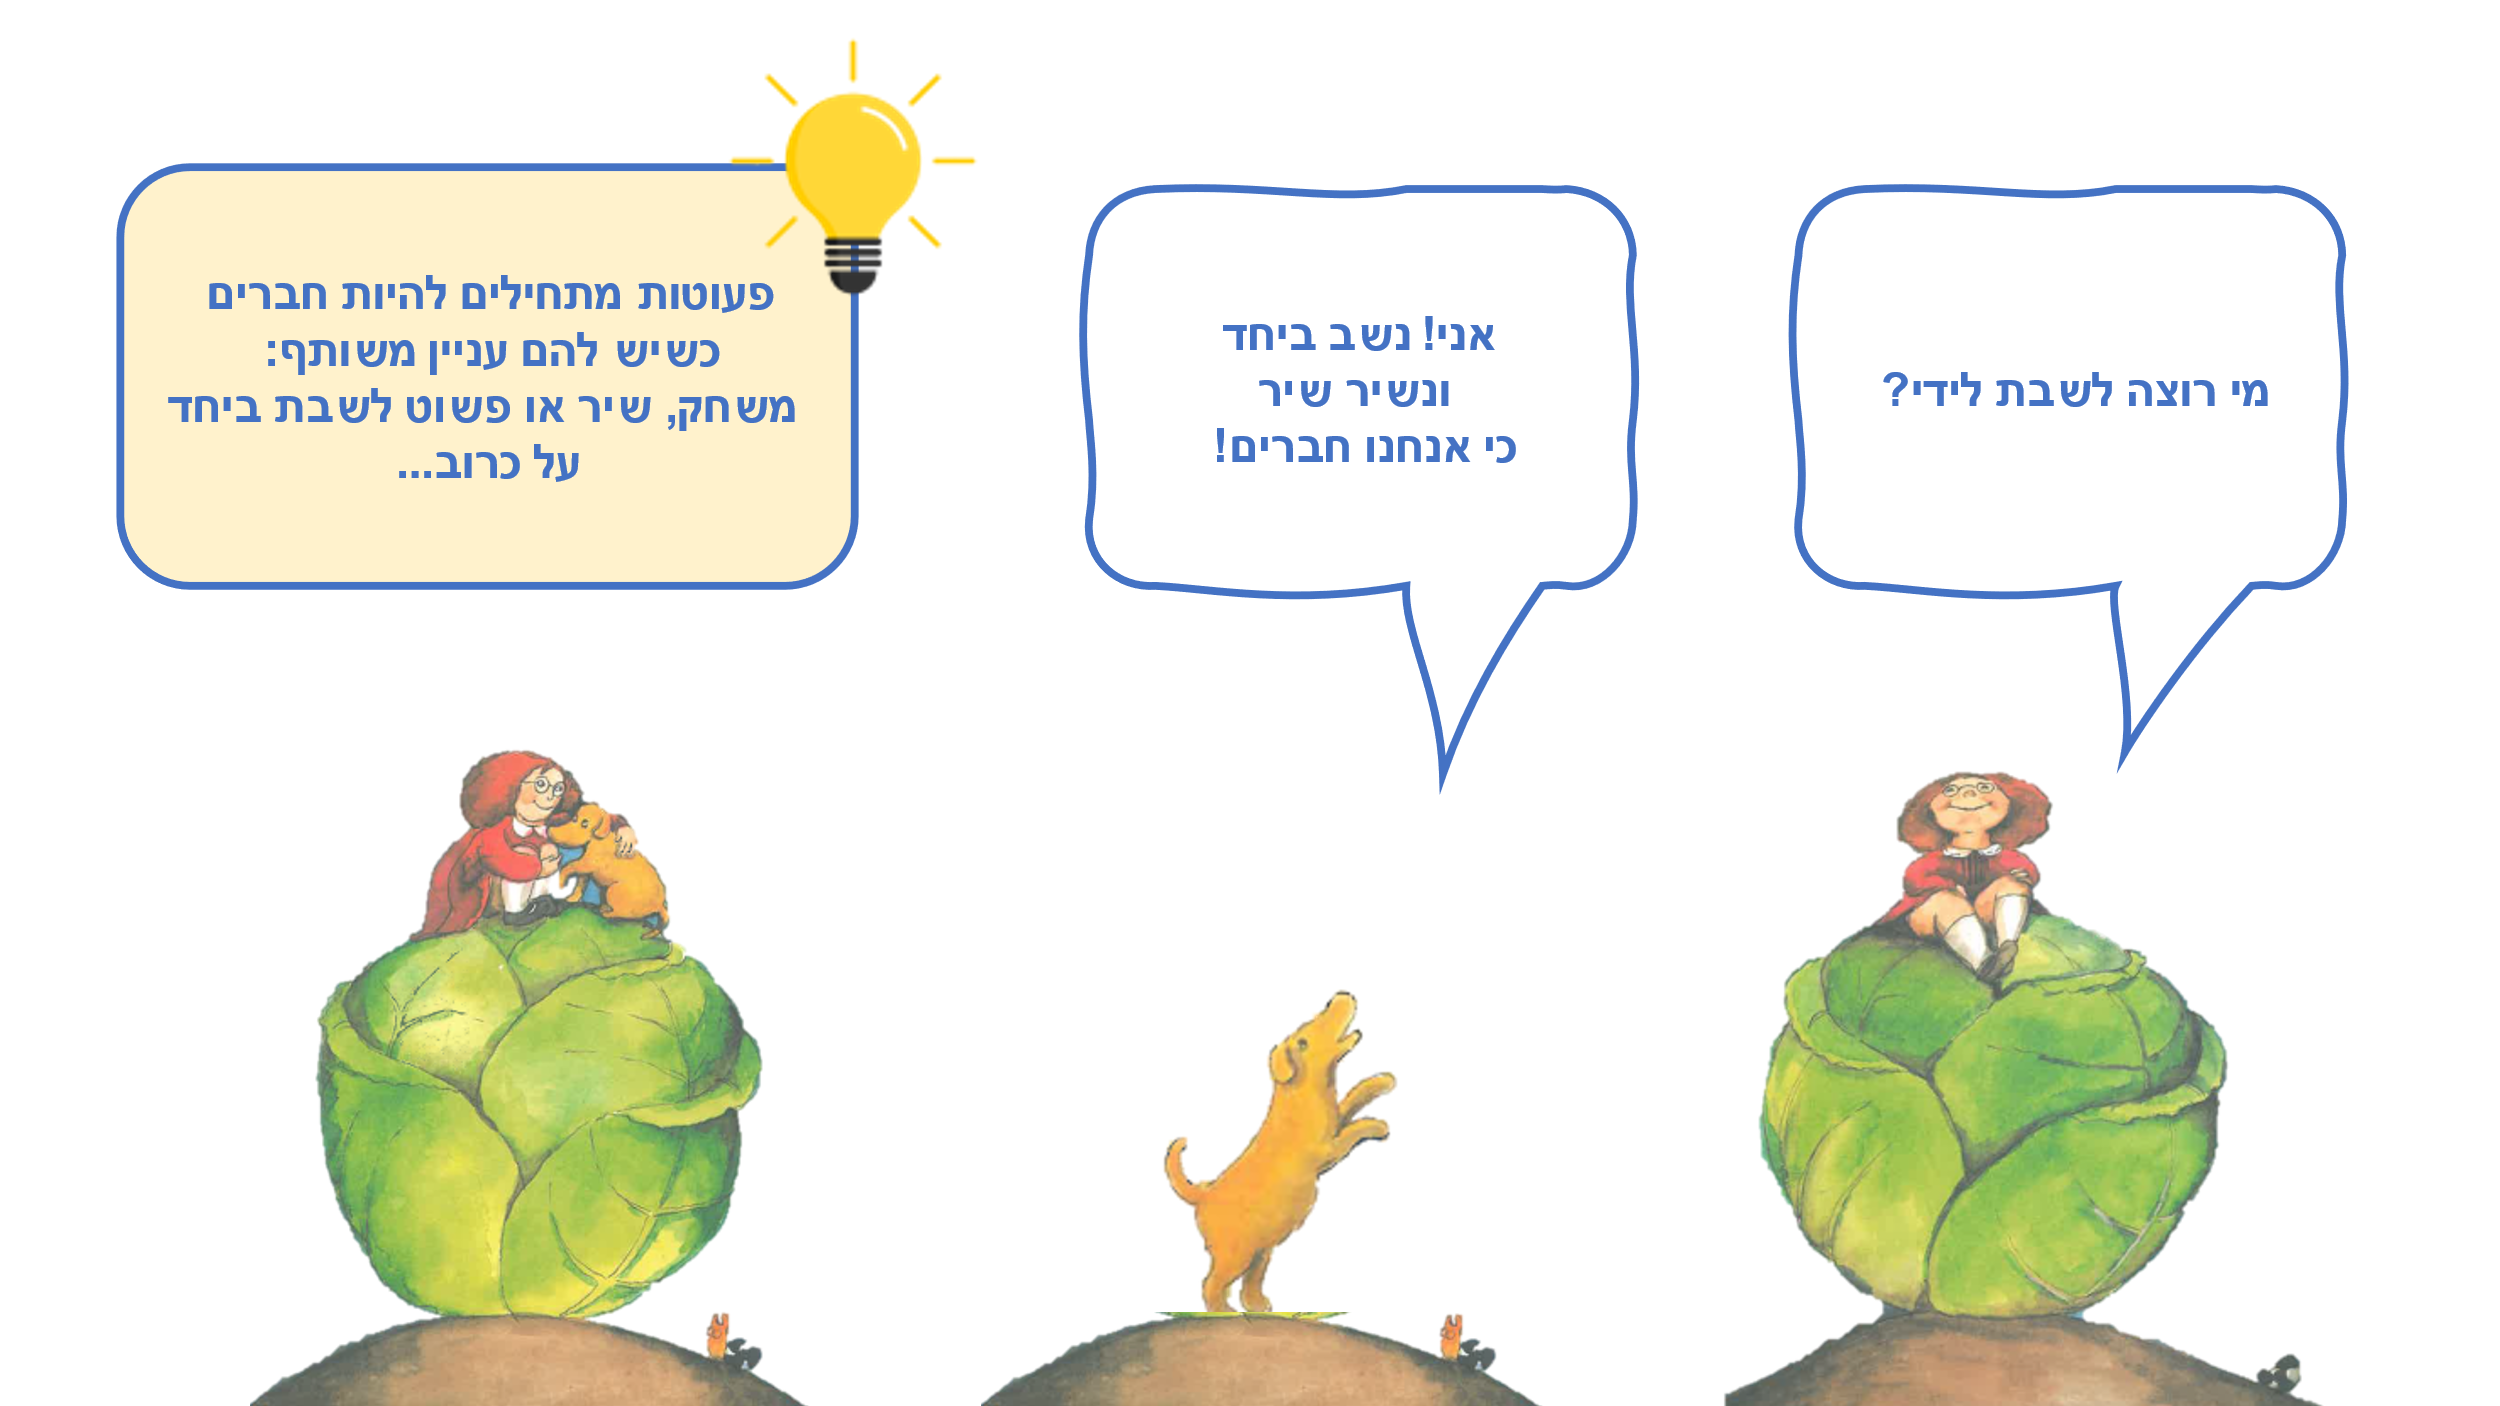 מי רוצה לשבת לידי?
אני! נשב ביחד
ונשיר שיר
כי אנחנו חברים!
פעוטות מתחילים להיות חברים
כשיש להם עניין משותף:
משחק, שיר או פשוט לשבת ביחד
על כרוב...